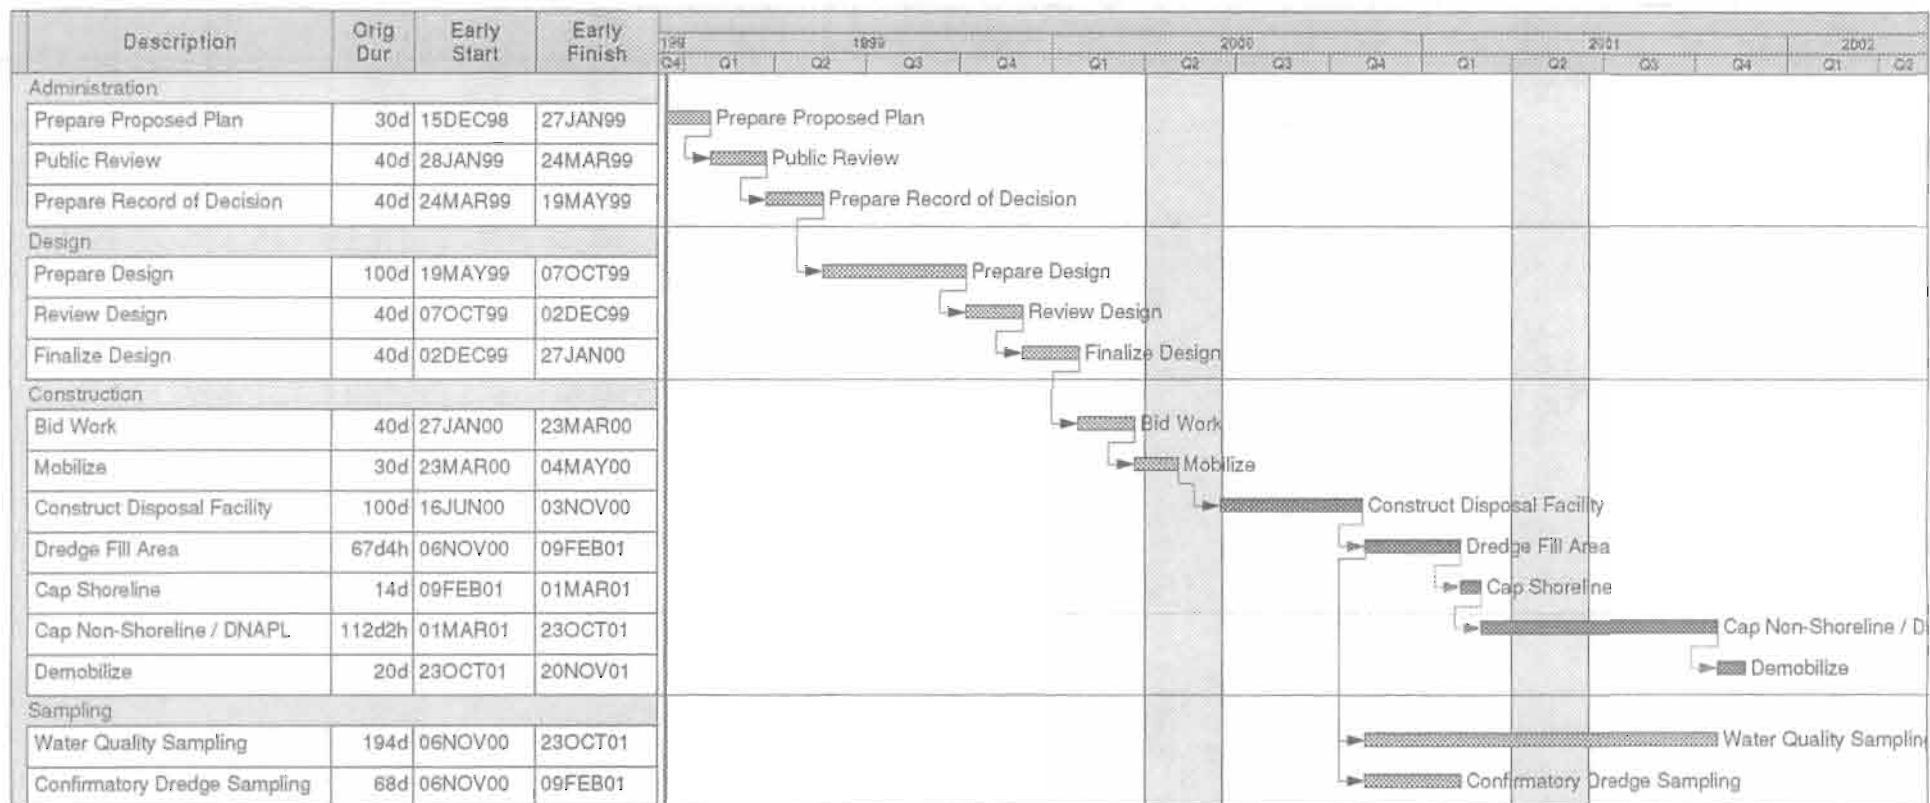 Description Orig Dur Early Start Early Finish
199 1999 2000 2001 2002
Q4 Q1 Q2 Q3 Q4 Q1 Q2 Q3 Q4 Q1 Q2 Q3 Q4 Q1 Q2
Administration
Prepare Proposed Plan 30d 15DEC98 27JAN99 Prepare Proposed Plan
Public Review 40d 28JAN99 24MAR99 Public Review
Prepare Record of Decision 40d 24MAR99 19MAY99 Prepare Record of Decision
Design
Prepare Design 100d 19MAY99 07OCT99 Prepare Design
Review Design 40d 07OCT99 02DEC99 Review Design
Finalize Design 40d 02DEC99 27JAN00 Finalize Design
Construction
Bid Work 40d 27JAN00 23MAR00 Bid Work
Mobilize 30d 23MAR00 04MAY00 Mobilize
Construct Disposal Facility 100d 16JUN00 03NOV00 Construct Disposal Facility
Dredge Fill Area 67d4h 06NOV00 09FEB01 Dredge Fill Area
Cap Shoreline 14d 09FEB01 01MAR01 Cap Shoreline
Cap Non-Shoreline / DNAPL 112d2h 01MAR01 23OCT01 Cap Non-Shoreline / D
Demobilize 20d 23OCT01 20NOV01 Demobilize
Sampling
Water Quality Sampling 194d 06NOV00 23OCT01 Water Quality Sampling
Confirmatory Dredge Sampling 68d 06NOV00 09FEB01 Confirmatory Dredge Sampling